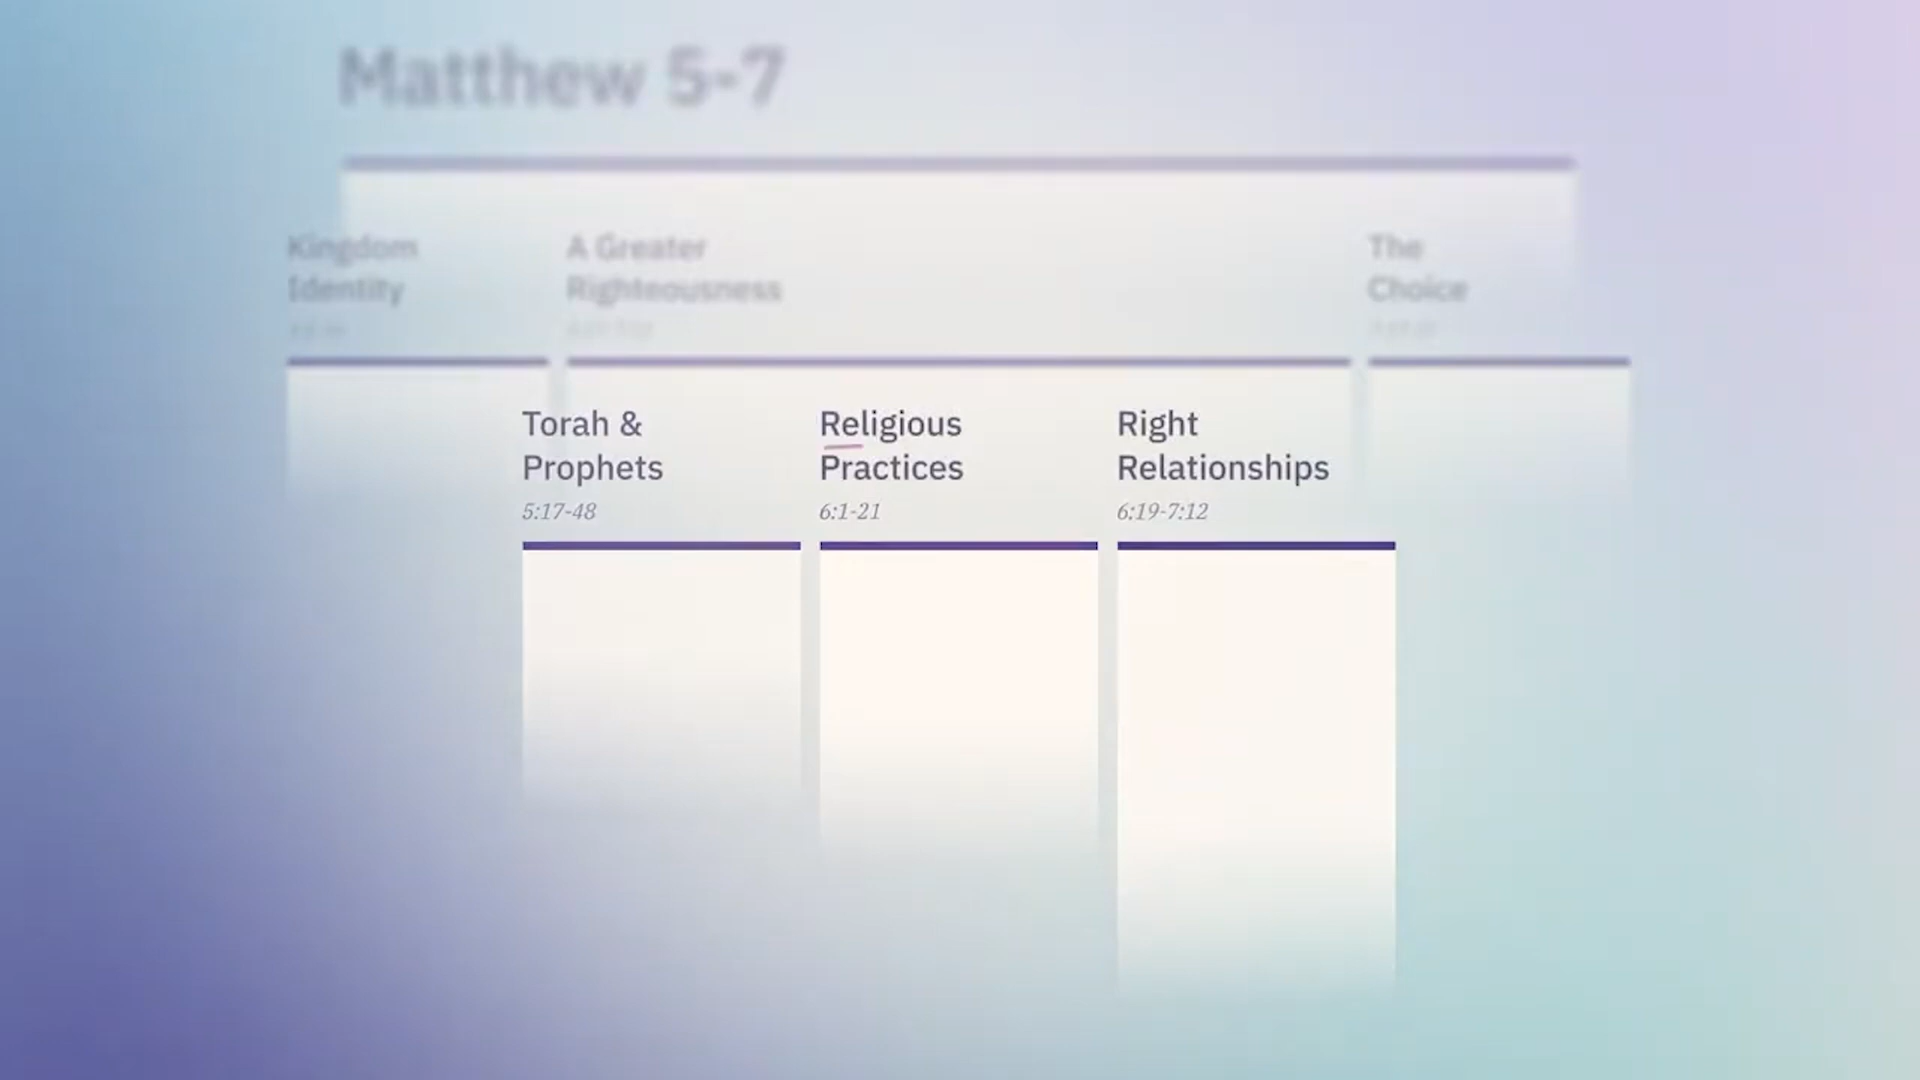 Matthew 5-7
Kingdom
Identity
A Greater
Righteousness
The
Choice
Torah &
Prophets
5:17-48
Religious
Practices
6:1-21
Right
Relationships
6:19-7:12